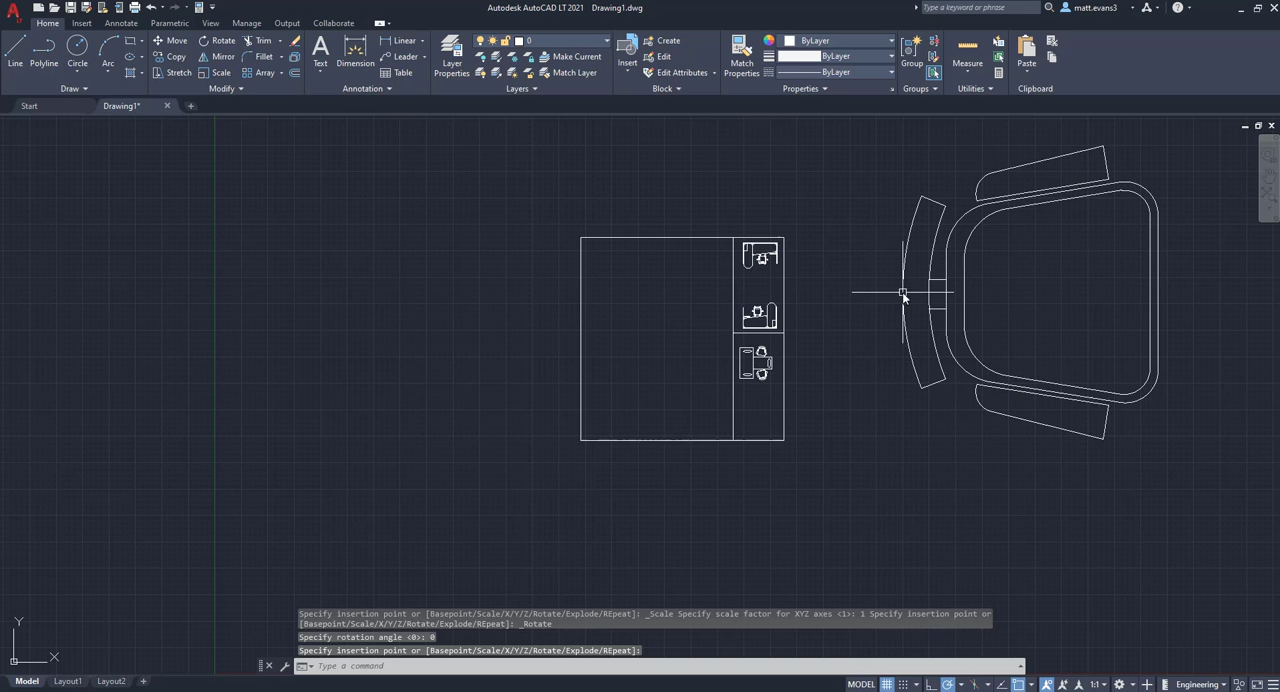 Autodesk AutoCAD LT 2021 Drawing1.dwg
Type a keyword or phrase
matt.evans3
Home Insert Annotate Parametric View Manage Output Collaborate
Line
Polyline
Circle
Arc
Draw
Move
Rotate
Trim
Copy
Mirror
Fillet
Stretch
Scale
Array
Modify
Text
Dimension
Linear
Leader
Table
Annotation
Layer
Properties
0
Make Current
Match Layer
Layers
Insert
Create
Edit
Edit Attributes
Block
Match
Properties
ByLayer
ByLayer
ByLayer
Properties
Group
Groups
Measure
Utilities
Paste
Clipboard
Start
Drawing1*
Specify insertion point or [Basepoint/Scale/X/Y/Z/Rotate/Explode/REpeat]: _Scale Specify scale factor for XYZ axes <1>: 1 Specify insertion point or
[Basepoint/Scale/X/Y/Z/Rotate/Explode/REpeat]: _Rotate
Specify rotation angle <0>: 0
Specify insertion point or [Basepoint/Scale/X/Y/Z/Rotate/Explode/REpeat]:
Type a command
Y
X
Model Layout1 Layout2
MODEL
1:1
Engineering